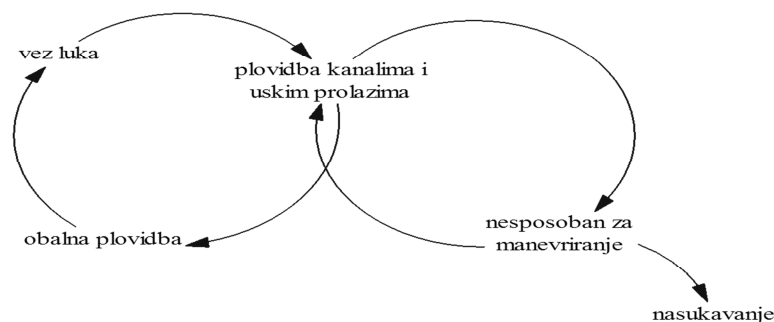 vez luka
plovidba kanalima i
uskim prolazima
obalna plovidba
nesposoban za
manevriranje
nasukavanje